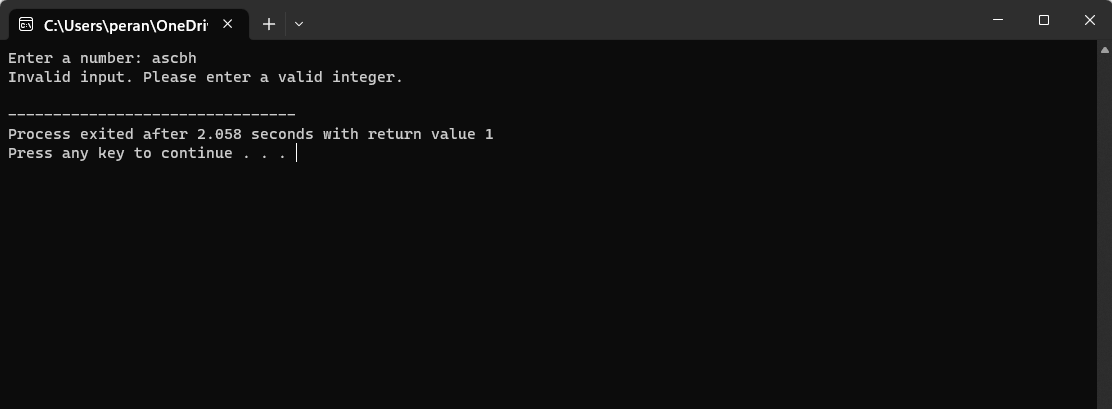 C:\Users\peran\OneDri
Enter a number: ascbh
Invalid input. Please enter a valid integer.
--------------------------------
Process exited after 2.058 seconds with return value 1
Press any key to continue . . .